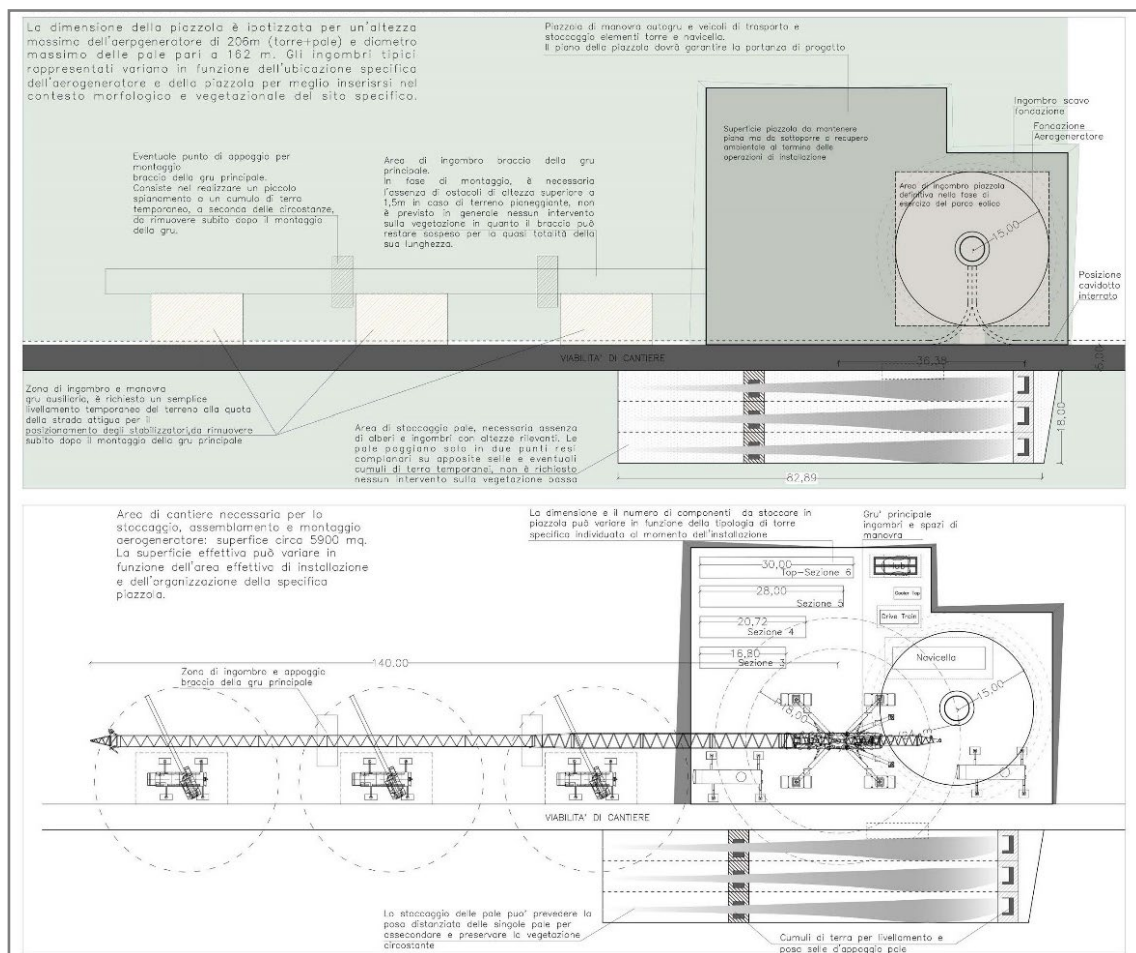 La dimensione della piazzola è ipotizzata per un'altezza
massima dell'aerpgeneratore di 206m (torre+pale) e diametro
massimo delle pale pari a 162 m. Gli ingombri tipici
rappresentati variano in funzione dell'ubicazione specifica
dell'aerogeneratore e della piazzola per meglio inserisrsi nel
contesto morfologico e vegetazionale del sito specifico.
Piazzola di manovra autogru e veicoli di trasporto e
stoccaggio elementi torre e navicella.
Il piano della piazzola dovrà garantire la portanza di progetto
Ingombro scavo
fondazione
Fondazione
Aerogeneratore
Superficie piazzola da mantenere
piana ma da sottoporre a recupero
ambientale al termine delle
operazioni di installazione
Eventuale punto di appoggio per
montaggio
braccio della gru principale.
Consiste nel realizzare un piccolo
spianamento o un cumulo di terra
temporaneo, a seconda delle circostanze,
da rimuovere subito dopo il montaggio
della gru.
Area di ingombro braccio della gru
principale.
In fase di montaggio, è necessaria
l'assenza di ostacoli di altezza superiore a
1,5m in caso di terreno pianeggiante, non
è previsto in generale nessun intervento
sulla vegetazione in quanto il braccio può
restare sospeso per la quasi totalità della
sua lunghezza.
Area di ingombro piazzola
definitiva nella fase di
esercizio del parco eolico
15,00
Posizione
cavidotto
interrato
VIABILITA' DI CANTIERE
36,38
6,00
Zona di ingombro e manovra
gru ausiliaria, è richiesto un semplice
livellamento temporaneo del terreno alla quota
della strada attigua per il
posizionamento degli stabilizzatori,da rimuovere
subito dopo il montaggio della gru principale
Area di stoccaggio pale, necessaria assenza
di alberi e ingombri con altezze rilevanti. Le
pale poggiano solo in due punti resi
complanari su apposite selle e eventuali
cumuli di terra temporanei, non è richiesto
nessun intervento sulla vegetazione bassa
18,00
82,89
Area di cantiere necessaria per lo
stoccaggio, assemblamento e montaggio
aerogeneratore: superfice circa 5900 mq.
La superficie effettiva può variare in
funzione dell'area effettiva di installazione
e dell'organizzazione della specifica
piazzola.
La dimensione e il numero di componenti da stoccare in
piazzola può variare in funzione della tipologia di torre
specifica individuata al momento dell'installazione
Gru' principale
ingombri e spazi di
manovra
30,00
Top-Sezione 6
Hub
28,00
Sezione 5
Cooler Top
20,72
Sezione 4
Drive Train
16,80
Sezione 3
Navicella
140.00
Zona di ingombro e appoggio
braccio della gru principale
15,00
18,00
VIABILITA' DI CANTIERE
Lo stoccaggio delle pale puo' prevedere la
posa distanziata delle singole pale per
assecondare e preservare la vegetazione
circostante
Cumuli di terra per livellamento e
posa selle d'appoggio pale